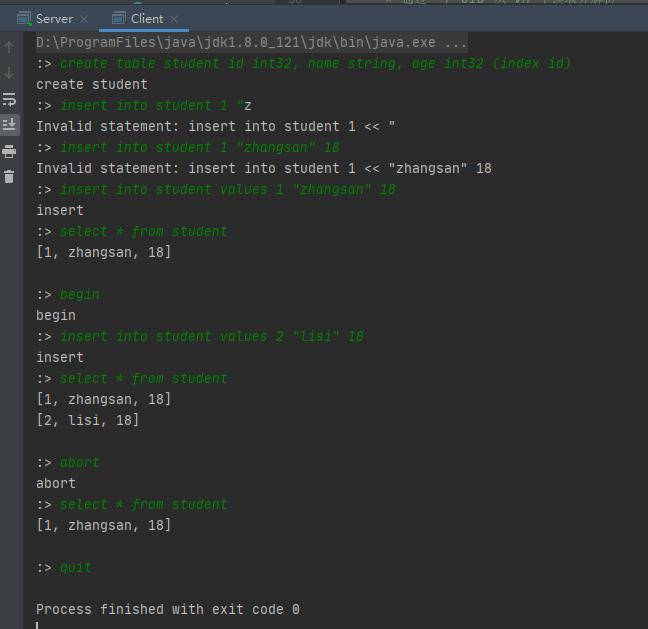 Server × Client ×
D:\ProgramFiles\java\jdk1.8.0_121\jdk\bin\java.exe ...
:> create table student id int32, name string, age int32 (index id)
create student
:> insert into student 1 "z
Invalid statement: insert into student 1 << "
:> insert into student 1 "zhangsan" 18
Invalid statement: insert into student 1 << "zhangsan" 18
:> insert into student values 1 "zhangsan" 18
insert
:> select * from student
[1, zhangsan, 18]
:> begin
begin
:> insert into student values 2 "lisi" 18
insert
:> select * from student
[1, zhangsan, 18]
[2, lisi, 18]
:> abort
abort
:> select * from student
[1, zhangsan, 18]
:> quit
Process finished with exit code 0